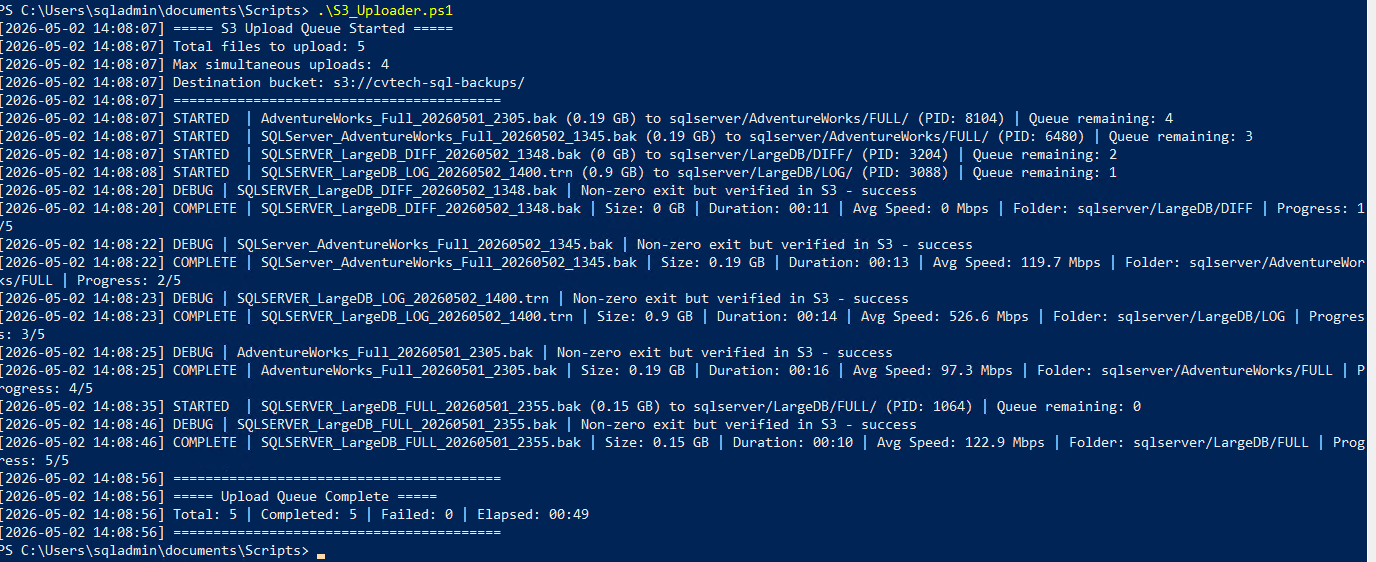 PS C:\Users\sqladmin\documents\Scripts> .\S3_Uploader.ps1
[2026-05-02 14:08:07] ===== S3 Upload Queue Started =====
[2026-05-02 14:08:07] Total files to upload: 5
[2026-05-02 14:08:07] Max simultaneous uploads: 4
[2026-05-02 14:08:07] Destination bucket: s3://cvtech-sql-backups/
[2026-05-02 14:08:07] =========================================
[2026-05-02 14:08:07] STARTED  | AdventureWorks_Full_20260501_2305.bak (0.19 GB) to sqlserver/AdventureWorks/FULL/ (PID: 8104) | Queue remaining: 4
[2026-05-02 14:08:07] STARTED  | SQLServer_AdventureWorks_Full_20260502_1345.bak (0.19 GB) to sqlserver/AdventureWorks/FULL/ (PID: 6480) | Queue remaining: 3
[2026-05-02 14:08:07] STARTED  | SQLSERVER_LargeDB_DIFF_20260502_1348.bak (0 GB) to sqlserver/LargeDB/DIFF/ (PID: 3204) | Queue remaining: 2
[2026-05-02 14:08:08] STARTED  | SQLSERVER_LargeDB_LOG_20260502_1400.trn (0.9 GB) to sqlserver/LargeDB/LOG/ (PID: 3088) | Queue remaining: 1
[2026-05-02 14:08:20] DEBUG | SQLSERVER_LargeDB_DIFF_20260502_1348.bak | Non-zero exit but verified in S3 - success
[2026-05-02 14:08:20] COMPLETE | SQLSERVER_LargeDB_DIFF_20260502_1348.bak | Size: 0 GB | Duration: 00:11 | Avg Speed: 0 Mbps | Folder: sqlserver/LargeDB/DIFF | Progress: 1
/5
[2026-05-02 14:08:22] DEBUG | SQLServer_AdventureWorks_Full_20260502_1345.bak | Non-zero exit but verified in S3 - success
[2026-05-02 14:08:22] COMPLETE | SQLServer_AdventureWorks_Full_20260502_1345.bak | Size: 0.19 GB | Duration: 00:13 | Avg Speed: 119.7 Mbps | Folder: sqlserver/AdventureWor
ks/FULL | Progress: 2/5
[2026-05-02 14:08:23] DEBUG | SQLSERVER_LargeDB_LOG_20260502_1400.trn | Non-zero exit but verified in S3 - success
[2026-05-02 14:08:23] COMPLETE | SQLSERVER_LargeDB_LOG_20260502_1400.trn | Size: 0.9 GB | Duration: 00:14 | Avg Speed: 526.6 Mbps | Folder: sqlserver/LargeDB/LOG | Progres
s: 3/5
[2026-05-02 14:08:25] DEBUG | AdventureWorks_Full_20260501_2305.bak | Non-zero exit but verified in S3 - success
[2026-05-02 14:08:25] COMPLETE | AdventureWorks_Full_20260501_2305.bak | Size: 0.19 GB | Duration: 00:16 | Avg Speed: 97.3 Mbps | Folder: sqlserver/AdventureWorks/FULL | P
rogress: 4/5
[2026-05-02 14:08:35] STARTED  | SQLSERVER_LargeDB_FULL_20260501_2355.bak (0.15 GB) to sqlserver/LargeDB/FULL/ (PID: 1064) | Queue remaining: 0
[2026-05-02 14:08:46] DEBUG | SQLSERVER_LargeDB_FULL_20260501_2355.bak | Non-zero exit but verified in S3 - success
[2026-05-02 14:08:46] COMPLETE | SQLSERVER_LargeDB_FULL_20260501_2355.bak | Size: 0.15 GB | Duration: 00:10 | Avg Speed: 122.9 Mbps | Folder: sqlserver/LargeDB/FULL | Prog
ress: 5/5
[2026-05-02 14:08:56] =========================================
[2026-05-02 14:08:56] ===== Upload Queue Complete =====
[2026-05-02 14:08:56] Total: 5 | Completed: 5 | Failed: 0 | Elapsed: 00:49
[2026-05-02 14:08:56] =========================================
PS C:\Users\sqladmin\documents\Scripts>